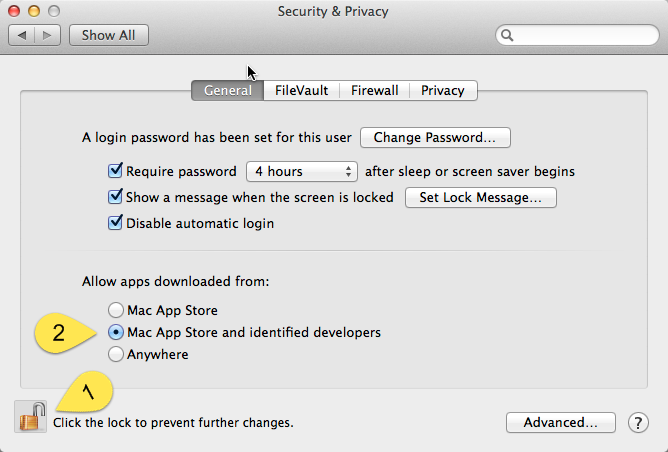 Security & Privacy
Show All
General FileVault Firewall Privacy
A login password has been set for this user Change Password...
Require password 4 hours after sleep or screen saver begins
Show a message when the screen is locked Set Lock Message...
Disable automatic login
Allow apps downloaded from:
Mac App Store
2 Mac App Store and identified developers
Anywhere
١
Click the lock to prevent further changes. Advanced... ?